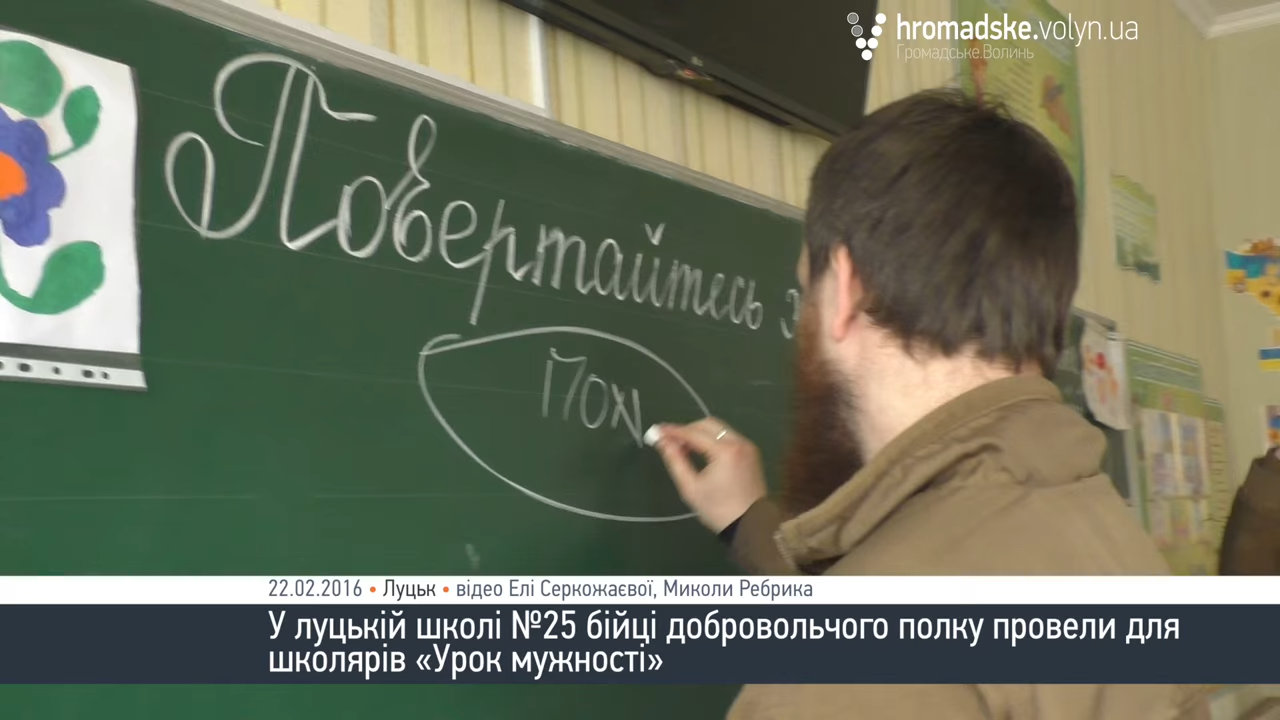 hromadske.volyn.ua
Громадське.Волинь
Повертайтесь з
22.02.2016 • Луцьк • відео Елі Серкожаєвої, Миколи Ребрика
У луцькій школі №25 бійці добровольчого полку провели для
школярів «Урок мужності»